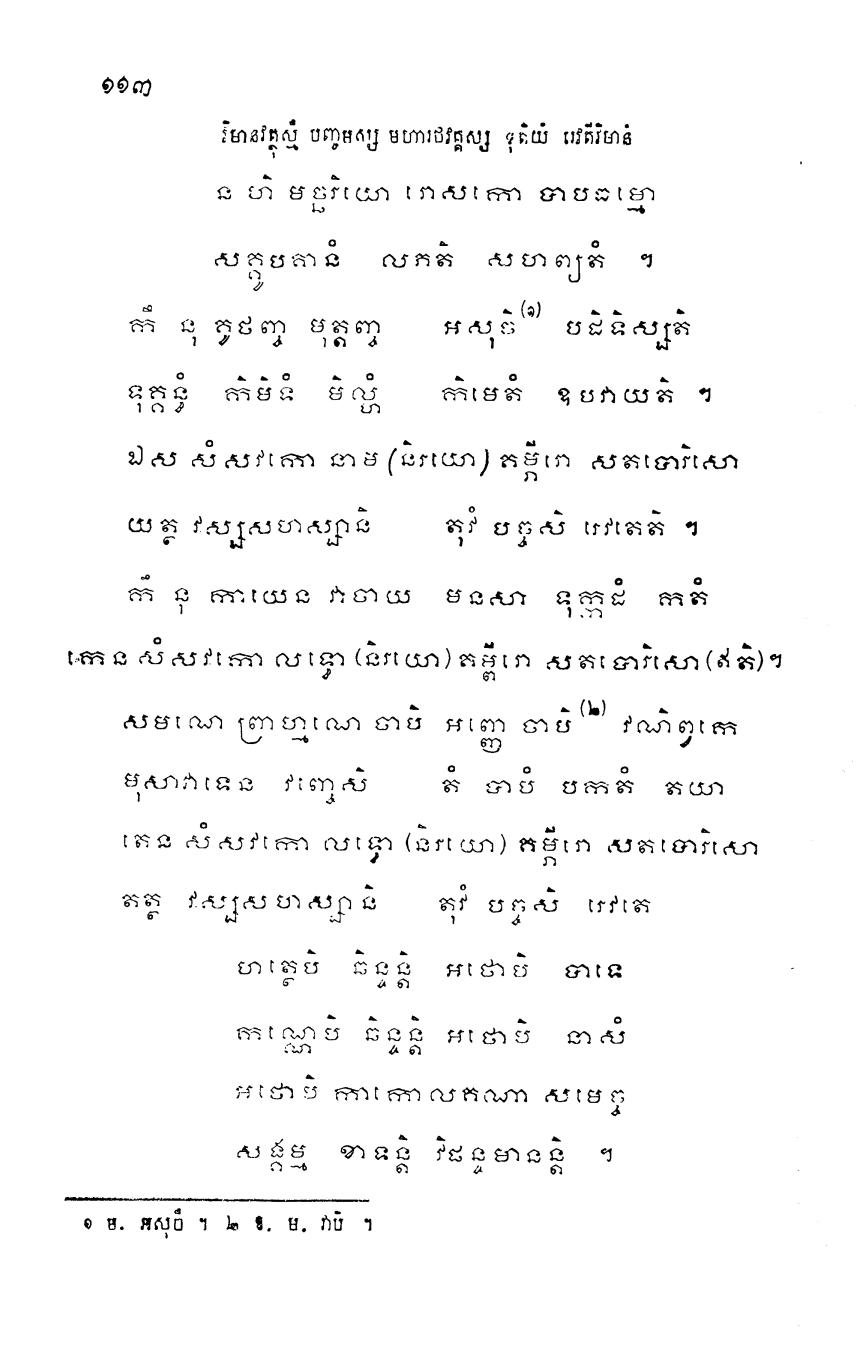 ១១៣
វិមានវត្ថុស្មឹ បញ្ចមស្ស មហារថវគ្គស្ស ទុតិយំ រេវតីវិមានំ
ន ហិ មច្ឆរិយោ រោសកោ បាបធម្មោ
សគ្គូបគានំ លភតិ សហព្យតំ ។
កឹ នុ គូថញ្ច មុត្តញ្ច អសុចិ(១) បដិទិស្សតិ
ទុគ្គន្ធំ កិមិទំ មិល្ហំ កិមេតំ ឧបវាយតិ ។
ឯស សំសវកោ នាម (និរយោ) គម្ភីរោ សតបោរិសោ
យត្ថ វស្សសហស្សានិ តុវំ បច្ចសិ រេវតេតិ ។
កឹ នុ កាយេន វាចាយ មនសា ទុក្កដំ កតំ
កេន សំសវកោ លទ្ធោ (និរយោ) គម្ភីរោ សតបោរិសោ (ឥតិ) ។
សមណេ ព្រាហ្មណេ ចាបិ អញ្ញេ ចាបិ(២) វណិព្វកេ
មុសាវាទេន វញ្ចេសិ តំ បាបំ បកតំ តយា
តេន សំសវកោ លទ្ធោ (និរយោ) គម្ភីរោ សតបោរិសោ
តត្ថ វស្សសហស្សានិ តុវំ បច្ចសិ រេវតេ
ហត្ថេបិ ឆិន្ទន្តិ អថោបិ បាទេ
កណ្ណេបិ ឆិន្ទន្តិ អថោបិ នាសំ
អថោបិ កាកោលគណា សមេច្ច
សង្គម្ម ខាទន្តិ វិផន្ទមានន្តិ ។
១ ម. អសុចឹ ។ ២ ឱ. ម. វាបិ ។